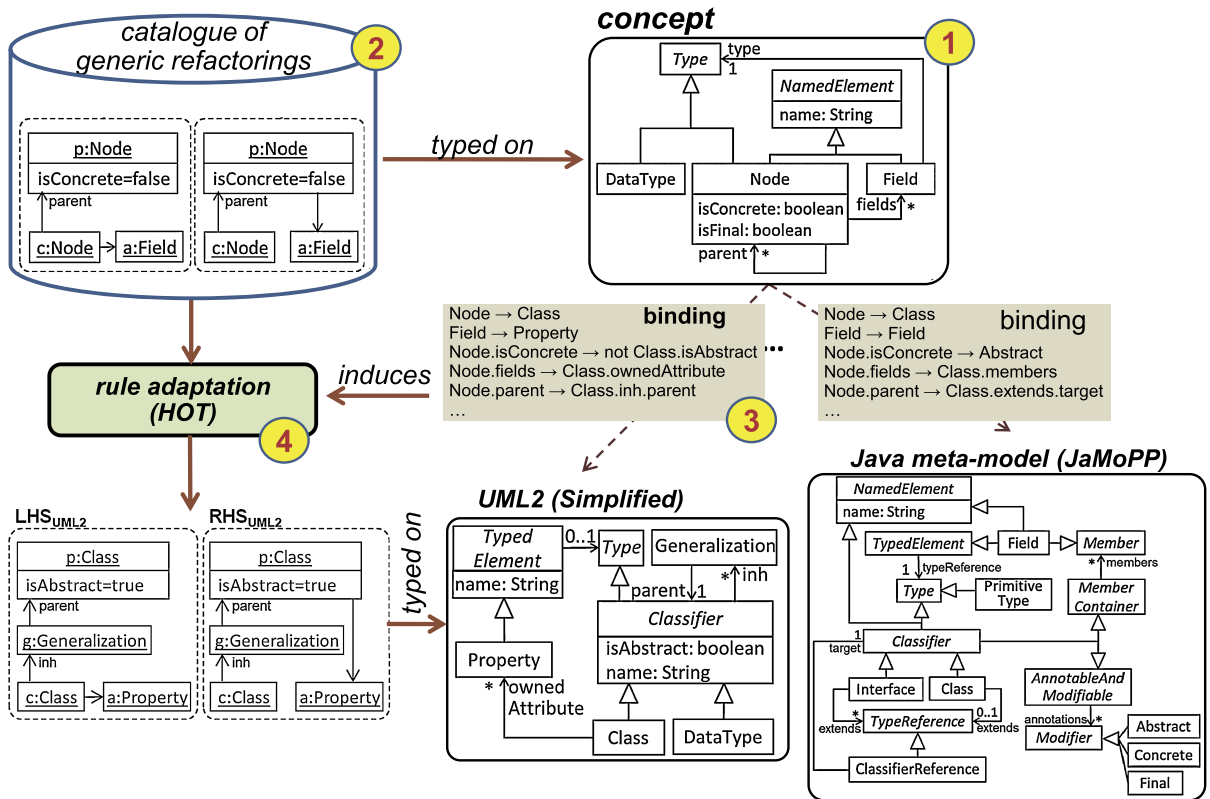 catalogue of
generic refactorings
2
p:Node
isConcrete=false
parent
c:Node
a:Field
p:Node
isConcrete=false
parent
c:Node
a:Field
typed on
concept
1
Type
type
1
NamedElement
name: String
DataType
Node
isConcrete: boolean
isFinal: boolean
Field
fields
*
parent
*
binding
Node → Class
Field → Property
Node.isConcrete → not Class.isAbstract
Node.fields → Class.ownedAttribute
Node.parent → Class.inh.parent
…
...
binding
Node → Class
Field → Field
Node.isConcrete → Abstract
Node.fields → Class.members
Node.parent → Class.extends.target
…
3
induces
rule adaptation
(HOT)
4
LHSUML2
p:Class
isAbstract=true
parent
g:Generalization
inh
c:Class
a:Property
RHSUML2
p:Class
isAbstract=true
parent
g:Generalization
inh
c:Class
a:Property
typed on
UML2 (Simplified)
Typed
Element
name: String
0..1
Type
Generalization
parent
1
*
inh
Classifier
isAbstract: boolean
name: String
Property
*
owned
Attribute
Class
DataType
Java meta-model (JaMoPP)
NamedElement
name: String
TypedElement
Field
Member
1
typeReference
*
members
Type
Primitive
Type
Member
Container
1
target
Classifier
Interface
Class
AnnotableAnd
Modifiable
*
extends
TypeReference
0..1
extends
annotations
*
Modifier
Abstract
Concrete
Final
ClassifierReference